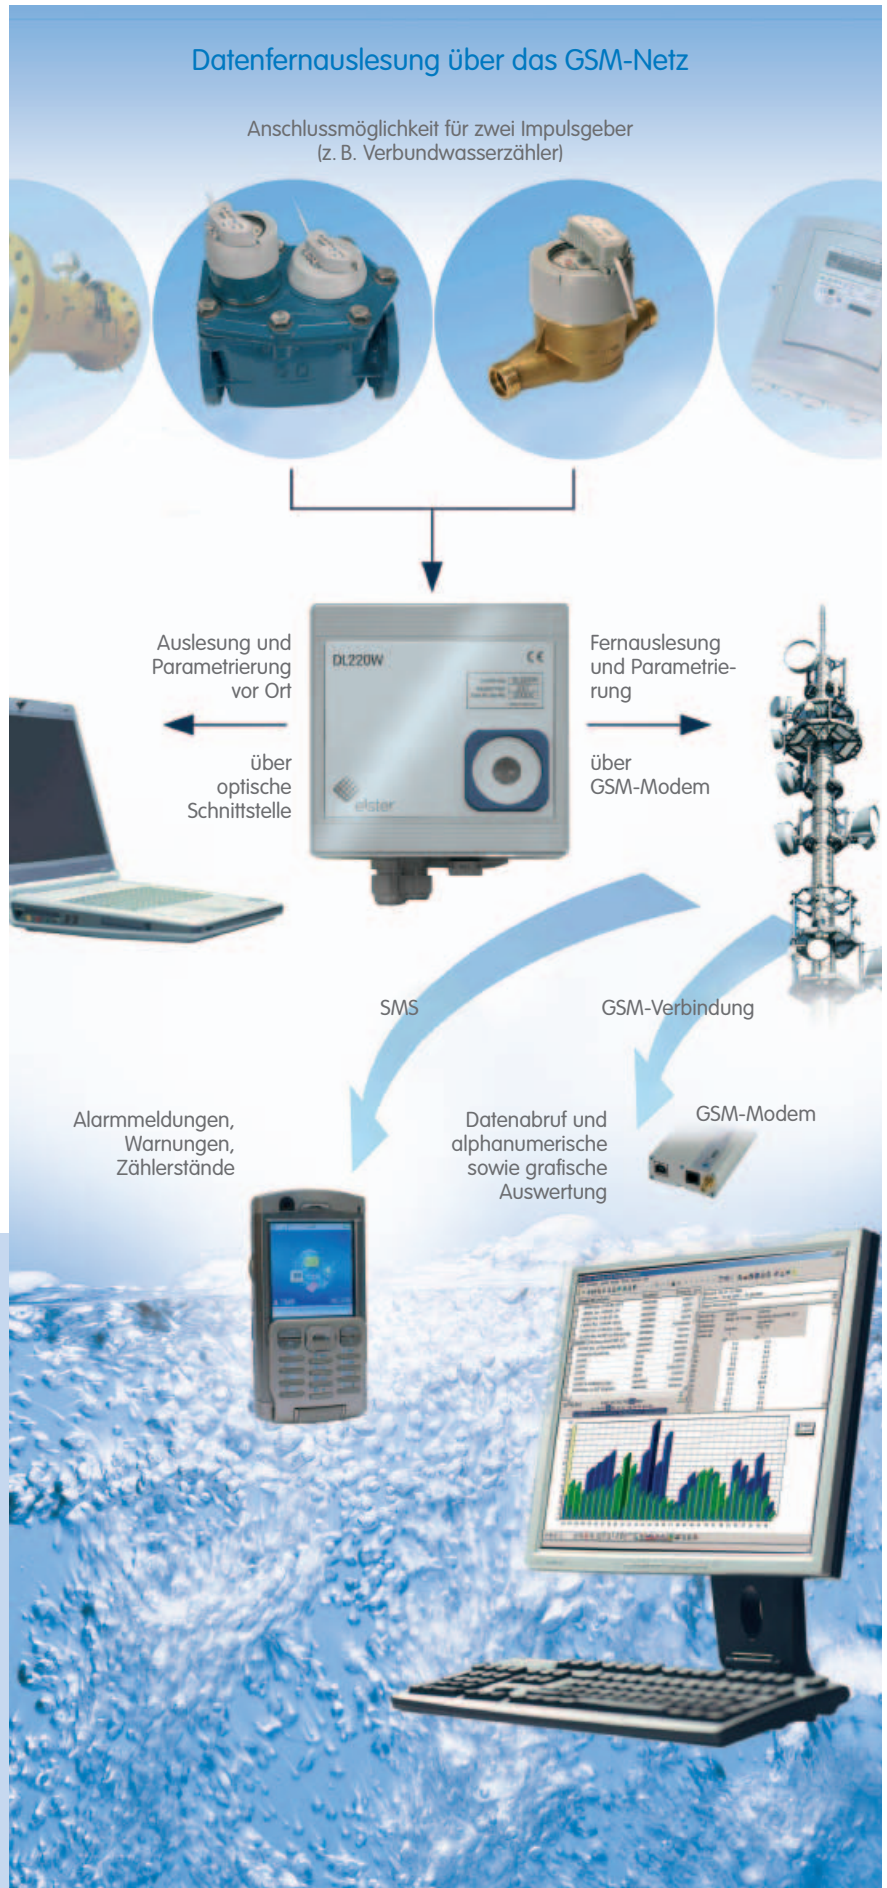 Datenfernauslesung über das GSM-Netz
Anschlussmöglichkeit für zwei Impulsgeber
(z. B. Verbundwasserzähler)
Auslesung und
Parametrierung
vor Ort
über
optische
Schnittstelle
DL220W
CE
elster
Fernauslesung
und Parametrie-
rung
über
GSM-Modem
SMS
GSM-Verbindung
Alarmmeldungen,
Warnungen,
Zählerstände
Datenabruf und
alphanumerische
sowie grafische
Auswertung
GSM-Modem